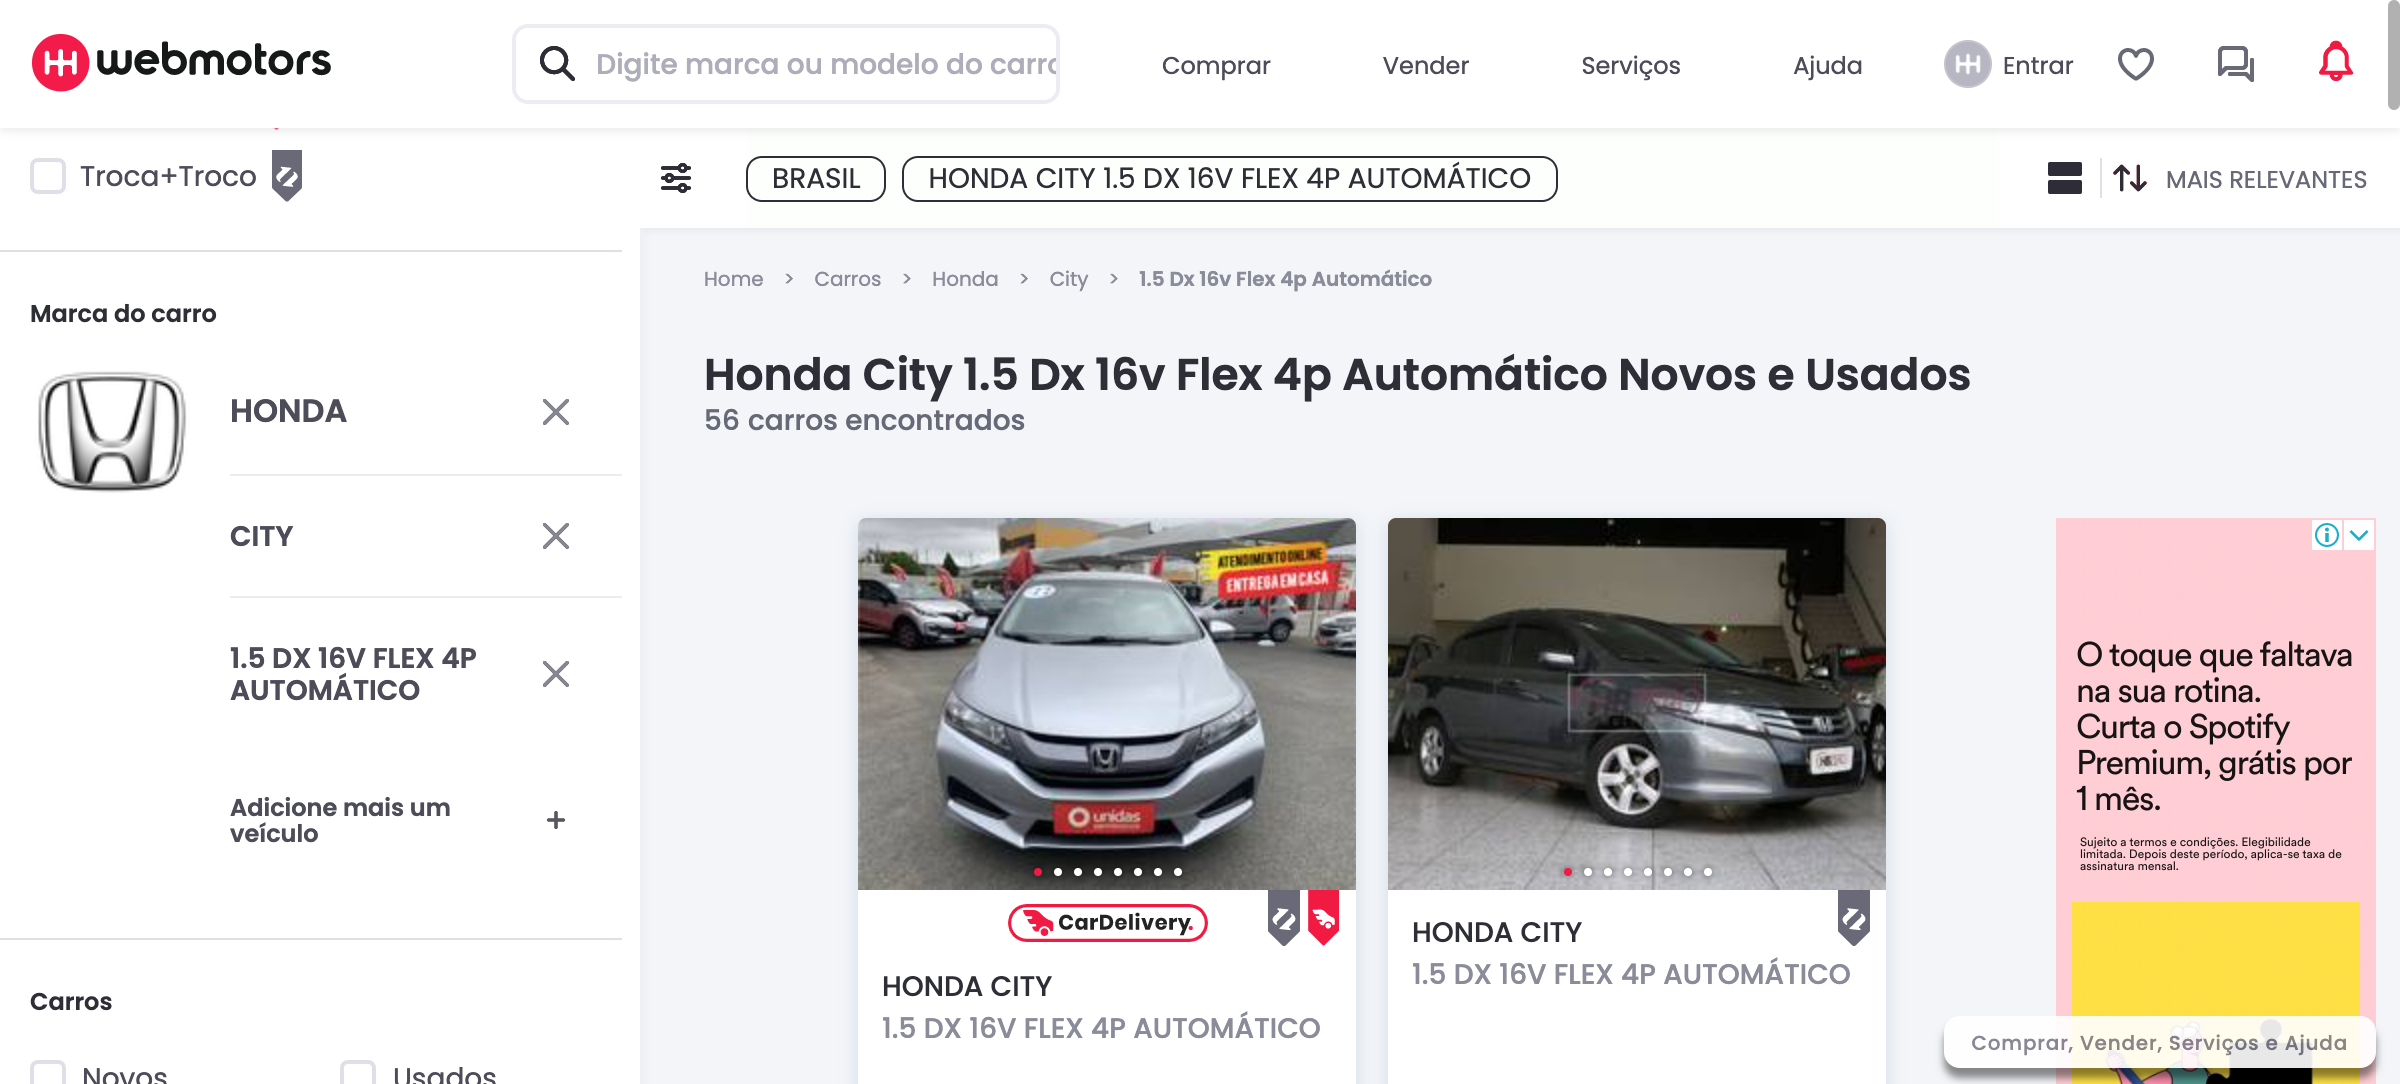 webmotors
Digite marca ou modelo do carro
Comprar
Vender
Serviços
Ajuda
Entrar
Troca+Troco
BRASIL
HONDA CITY 1.5 DX 16V FLEX 4P AUTOMÁTICO
MAIS RELEVANTES
Home > Carros > Honda > City > 1.5 Dx 16v Flex 4p Automático
Marca do carro
HONDA
CITY
1.5 DX 16V FLEX 4P
AUTOMÁTICO
Adicione mais um
veículo
+
Carros
Novos
Usados
Honda City 1.5 Dx 16v Flex 4p Automático Novos e Usados
56 carros encontrados
ATENDIMENTO ONLINE
ENTREGA EM CASA
unidas
CarDelivery.
HONDA CITY
1.5 DX 16V FLEX 4P AUTOMÁTICO
HONDA CITY
1.5 DX 16V FLEX 4P AUTOMÁTICO
O toque que faltava
na sua rotina.
Curta o Spotify
Premium, grátis por
1 mês.
Sujeito a termos e condições. Elegibilidade
limitada. Depois deste período, aplica-se taxa de
assinatura mensal.
Comprar, Vender, Serviços e Ajuda